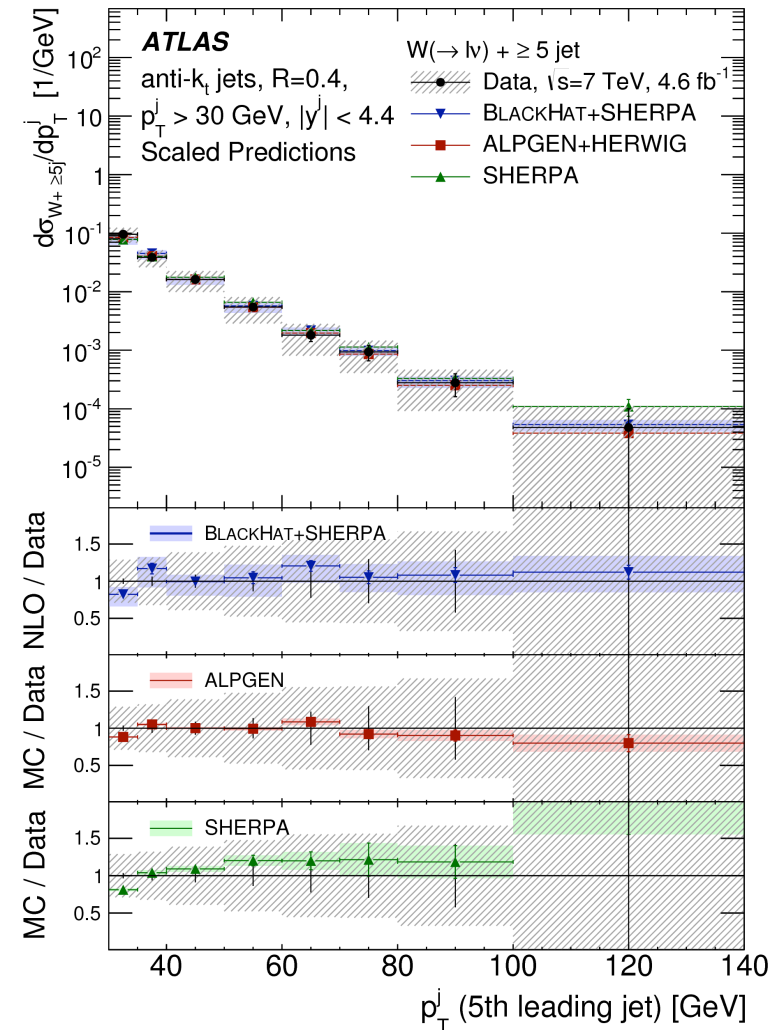 ATLAS
anti-k_t jets, R=0.4,
p_T^j > 30 GeV, |y^j| < 4.4
Scaled Predictions
W(→ lν) + ≥ 5 jet
Data, √s=7 TeV, 4.6 fb⁻¹
BLACKHAT+SHERPA
ALPGEN+HERWIG
SHERPA
dσ_{W+ ≥5j}/dp_T^j [1/GeV]
10²
10
1
10⁻¹
10⁻²
10⁻³
10⁻⁴
10⁻⁵
NLO / Data
1.5
1
0.5
BLACKHAT+SHERPA
MC / Data
1.5
1
0.5
ALPGEN
MC / Data
1.5
1
0.5
SHERPA
40 60 80 100 120 140
p_T^j (5th leading jet) [GeV]